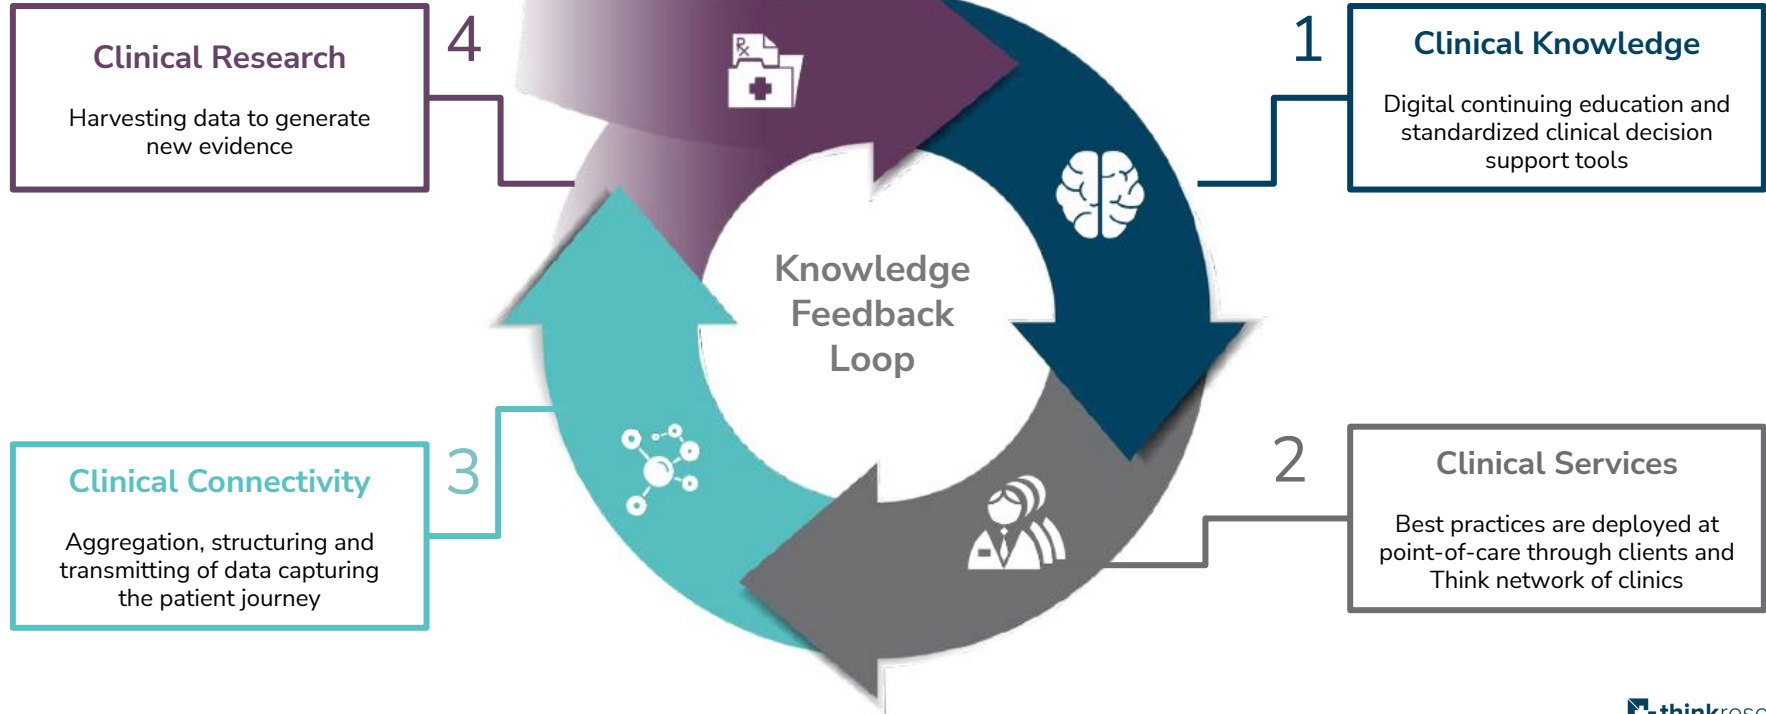 4
Clinical Research
Harvesting data to generate
new evidence
1
Clinical Knowledge
Digital continuing education and
standardized clinical decision
support tools
Rx
Knowledge
Feedback
Loop
3
Clinical Connectivity
Aggregation, structuring and
transmitting of data capturing
the patient journey
2
Clinical Services
Best practices are deployed at
point-of-care through clients and
Think network of clinics